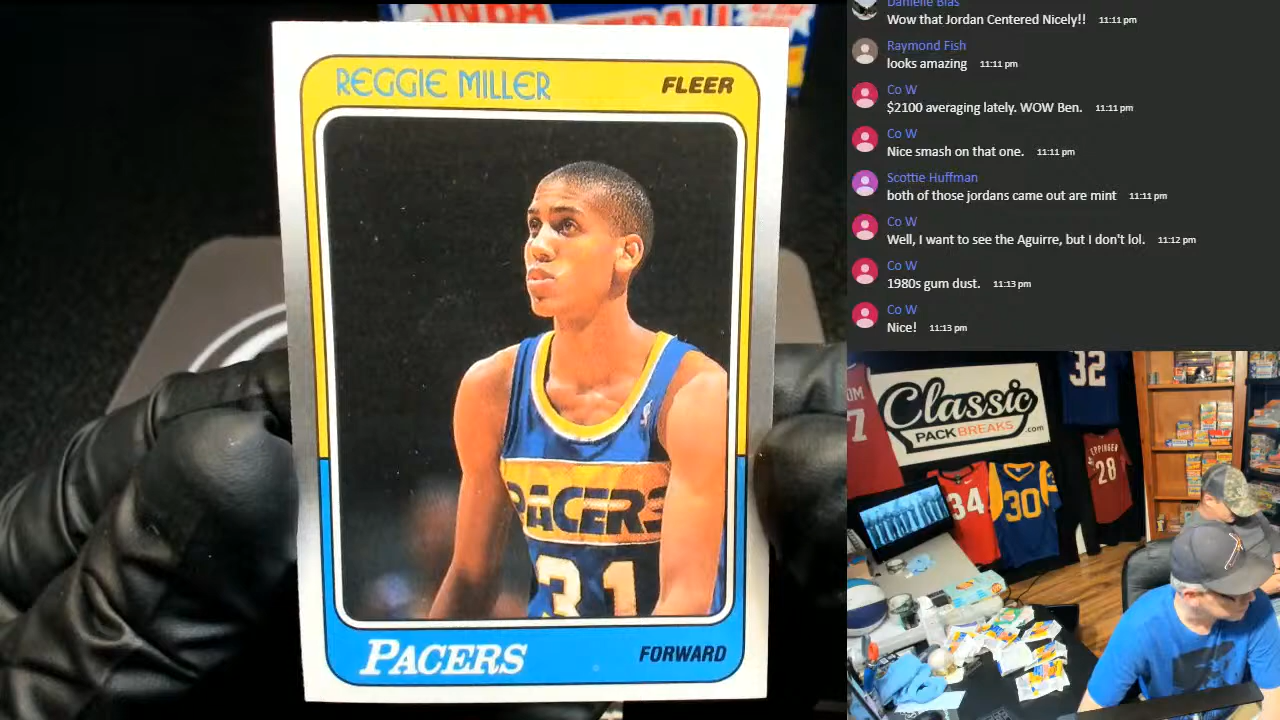 NBA
REGGIE MILLER
FLEER
PACERS
31
PACERS
FORWARD
Danielle Blas
Wow that Jordan Centered Nicely!! 11:11 pm
Raymond Fish
looks amazing 11:11 pm
Co W
$2100 averaging lately. WOW Ben. 11:11 pm
Co W
Nice smash on that one. 11:11 pm
Scottie Huffman
both of those jordans came out are mint 11:11 pm
Co W
Well, I want to see the Aguirre, but I don't lol. 11:12 pm
Co W
1980s gum dust. 11:13 pm
Co W
Nice! 11:13 pm
32
7
Classic
PACK BREAKS.com
28
34
30